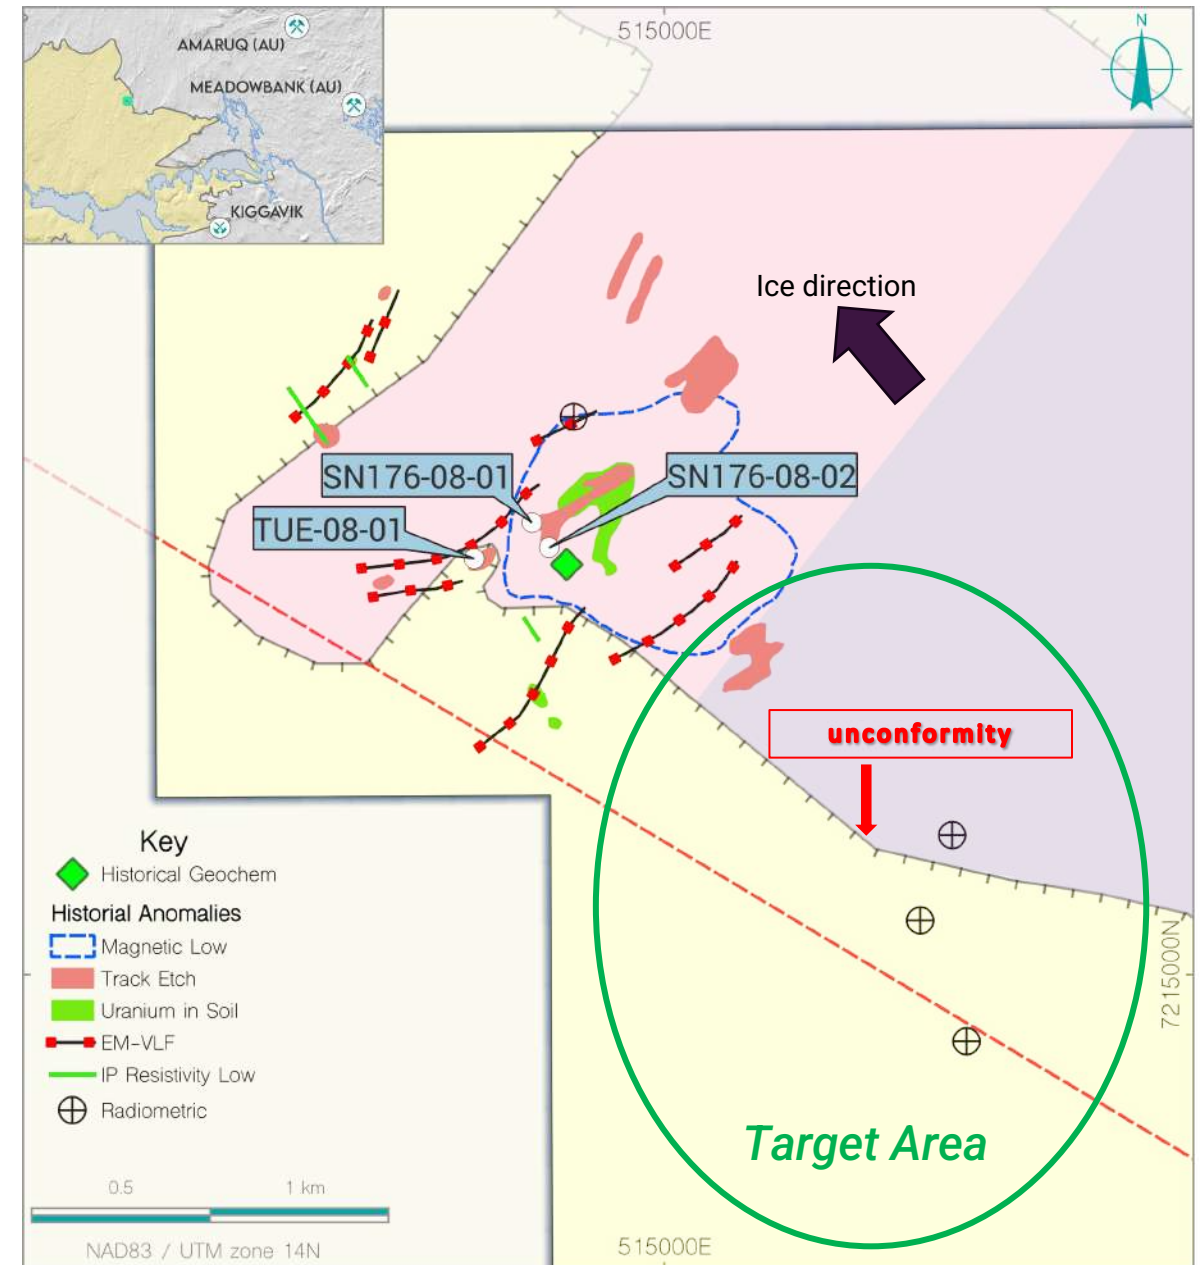 515000E
N
AMARUQ (AU)
MEADOWBANK (AU)
KIGGAVIK
Ice direction
SN176-08-01
SN176-08-02
TUE-08-01
unconformity
Key
Historical Geochem
Historial Anomalies
Magnetic Low
Track Etch
Uranium in Soil
EM-VLF
IP Resistivity Low
Radiometric
7215000N
Target Area
0.5
1 km
NAD83 / UTM zone 14N
515000E